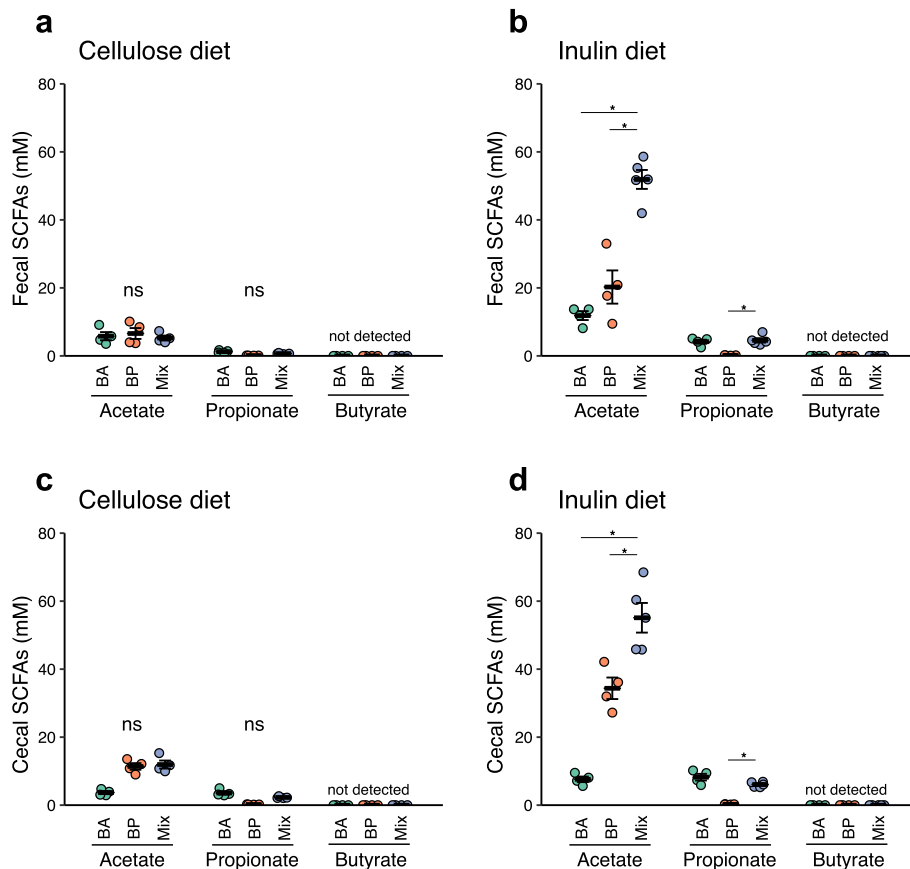 a
Cellulose diet
Fecal SCFAs (mM)
80
60
40
20
0
ns
ns
not detected
BA BP Mix BA BP Mix BA BP Mix
Acetate Propionate Butyrate
b
Inulin diet
Fecal SCFAs (mM)
80
60
40
20
0
*
*
*
not detected
BA BP Mix BA BP Mix BA BP Mix
Acetate Propionate Butyrate
c
Cellulose diet
Cecal SCFAs (mM)
80
60
40
20
0
ns
ns
not detected
BA BP Mix BA BP Mix BA BP Mix
Acetate Propionate Butyrate
d
Inulin diet
Cecal SCFAs (mM)
80
60
40
20
0
*
*
*
not detected
BA BP Mix BA BP Mix BA BP Mix
Acetate Propionate Butyrate